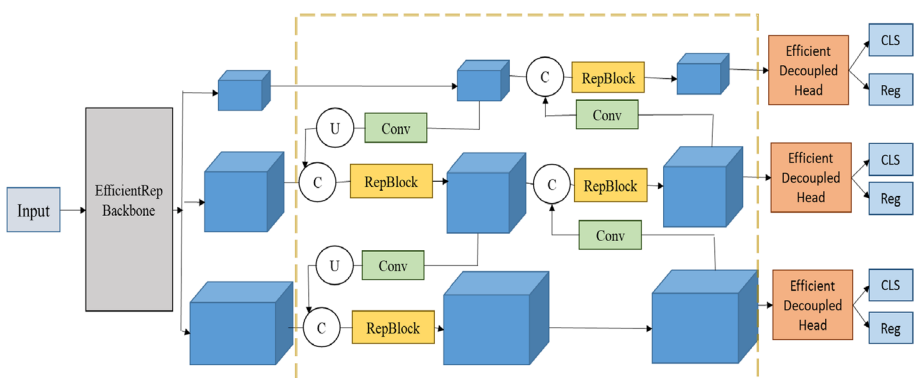 Input
EfficientRep
Backbone
C
RepBlock
U
Conv
Conv
C
RepBlock
C
RepBlock
U
Conv
Conv
C
RepBlock
Efficient
Decoupled
Head
CLS
Reg
Efficient
Decoupled
Head
CLS
Reg
Efficient
Decoupled
Head
CLS
Reg